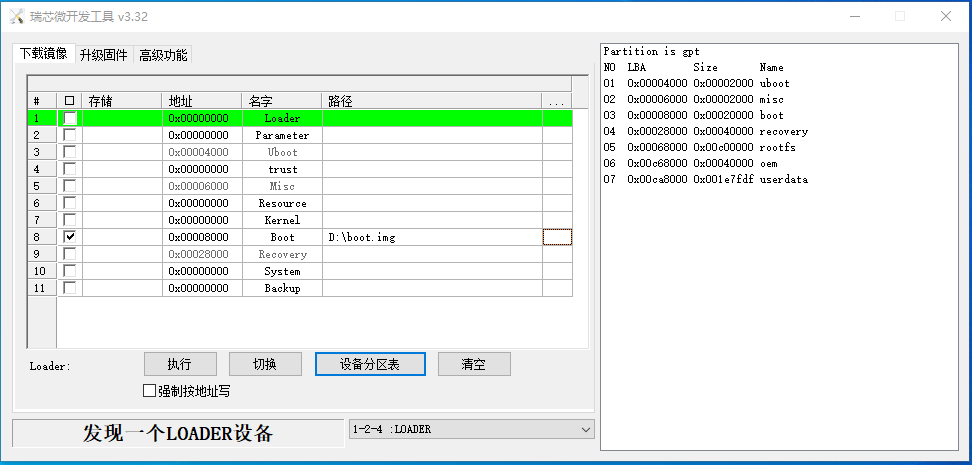 瑞芯微开发工具 v3.32
下载镜像 升级固件 高级功能
# 存储 地址 名字 路径 ...
1 0x00000000 Loader
2 0x00000000 Parameter
3 0x00004000 Uboot
4 0x00000000 trust
5 0x00006000 Misc
6 0x00000000 Resource
7 0x00000000 Kernel
8 0x00008000 Boot D:\boot.img
9 0x00028000 Recovery
10 0x00000000 System
11 0x00000000 Backup
Loader: 执行 切换 设备分区表 清空
强制按地址写
发现一个LOADER设备 1-2-4 :LOADER
Partition is gpt
NO LBA Size Name
01 0x00004000 0x00002000 uboot
02 0x00006000 0x00002000 misc
03 0x00008000 0x00020000 boot
04 0x00028000 0x00040000 recovery
05 0x00068000 0x00c00000 rootfs
06 0x00c68000 0x00040000 oem
07 0x00ca8000 0x001e7fdf userdata